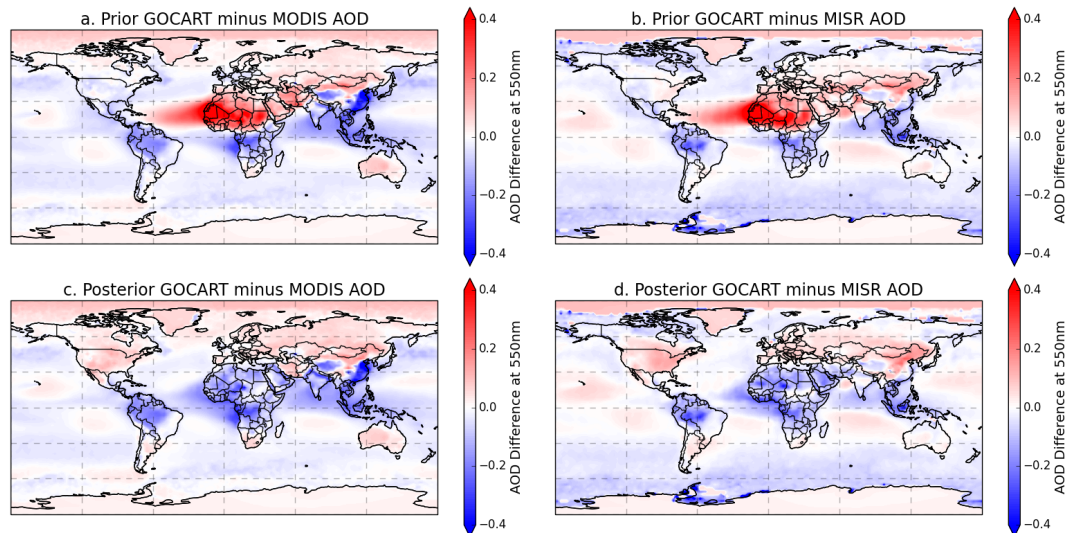 a. Prior GOCART minus MODIS AOD
0.4
0.2
0.0
−0.2
−0.4
AOD Difference at 550nm
b. Prior GOCART minus MISR AOD
0.4
0.2
0.0
−0.2
−0.4
AOD Difference at 550nm
c. Posterior GOCART minus MODIS AOD
0.4
0.2
0.0
−0.2
−0.4
AOD Difference at 550nm
d. Posterior GOCART minus MISR AOD
0.4
0.2
0.0
−0.2
−0.4
AOD Difference at 550nm